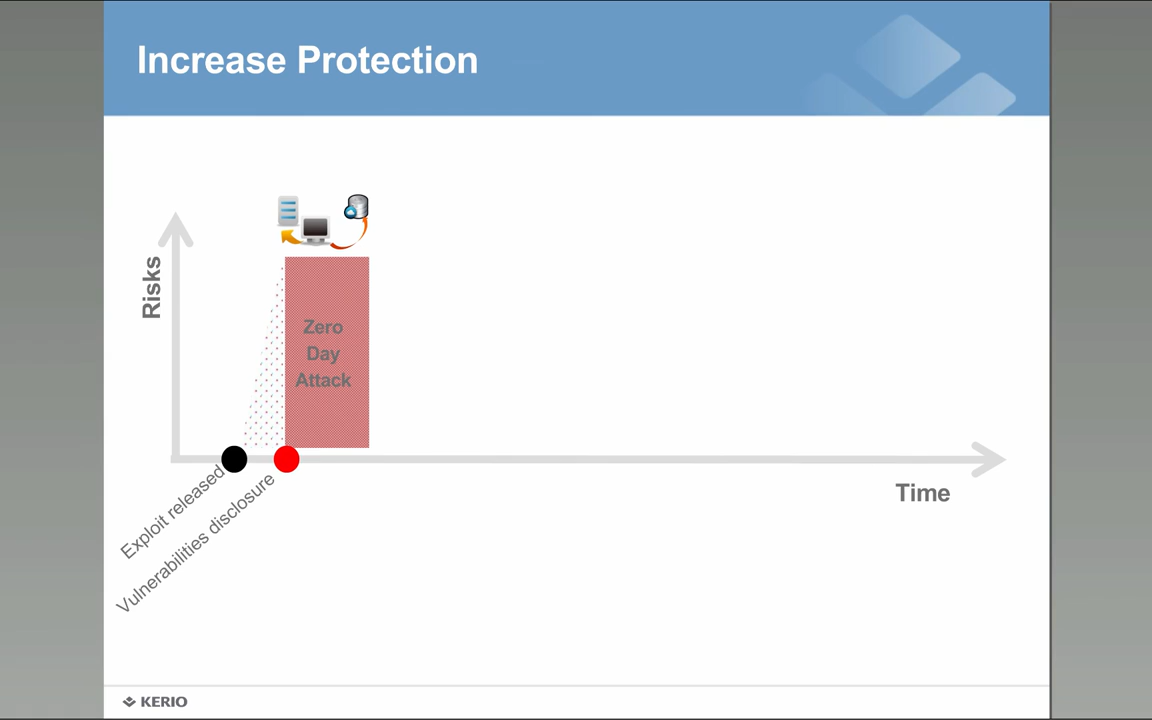 Increase Protection
Risks
Zero
Day
Attack
Time
Exploit released
Vulnerabilities disclosure
KERIO